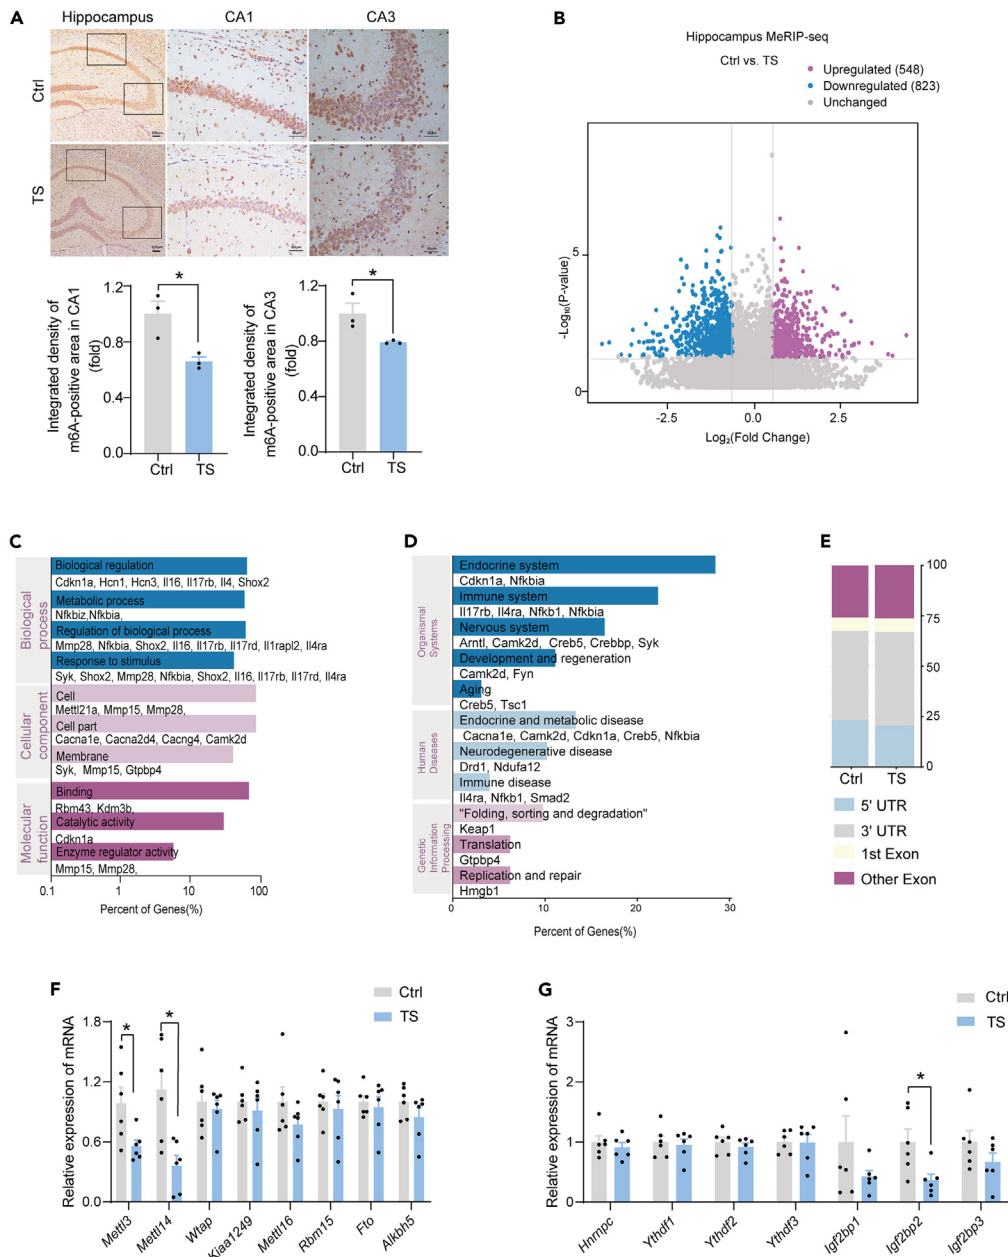 A
Hippocampus
CA1
CA3
Ctrl
TS
Integrated density of
m6A-positive area in CA1
(fold)
1.2
0.8
0.4
0.0
*
Ctrl
TS
Integrated density of
m6A-positive area in CA3
(fold)
1.2
0.8
0.4
0.0
*
Ctrl
TS
B
Hippocampus MeRIP-seq
Ctrl vs. TS
Upregulated (548)
Downregulated (823)
Unchanged
-Log₁₀(P-value)
5
0
-2.5
0.0
2.5
Log₂(Fold Change)
C
Biological
process
Biological regulation
Cdkn1a, Hcn1, Hcn3, Il16, Il17rb, Il4, Shox2
Metabolic process
Nfkbiz,Nfkbia,
Regulation of biological process
Mmp28, Nfkbia, Shox2, Il16, Il17rb, Il17rd, Il1rapl2, Il4ra
Response to stimulus
Syk, Shox2, Mmp28, Nfkbia, Shox2, Il16, Il17rb, Il17rd, Il4ra
Cellular
component
Cell
Mettl21a, Mmp15, Mmp28,
Cell part
Cacna1e, Cacna2d4, Cacng4, Camk2d
Membrane
Syk, Mmp15, Gtpbp4
Molecular
function
Binding
Rbm43, Kdm3b,
Catalytic activity
Cdkn1a
Enzyme regulator activity
Mmp15, Mmp28,
0.1
1
10
100
Percent of Genes(%)
D
Organismal
Systems
Endocrine system
Cdkn1a, Nfkbia
Immune system
Il17rb, Il4ra, Nfkb1, Nfkbia
Nervous system
Arntl, Camk2d, Creb5, Crebbp, Syk
Development and regeneration
Camk2d, Fyn
Aging
Creb5, Tsc1
Human
Diseases
Endocrine and metabolic disease
Cacna1e, Camk2d, Cdkn1a, Creb5, Nfkbia
Neurodegenerative disease
Drd1, Ndufa12
Immune disease
Il4ra, Nfkb1, Smad2
Genetic Information
Processing
"Folding, sorting and degradation"
Keap1
Translation
Gtpbp4
Replication and repair
Hmgb1
0
10
20
30
Percent of Genes(%)
E
100
75
50
25
0
Ctrl
TS
5' UTR
3' UTR
1st Exon
Other Exon
F
Ctrl
TS
Relative expression of mRNA
1.8
1.2
0.6
0.0
*
*
Mettl3
Mettl14
Wtap
Kiaa1249
Mettl16
Rbm15
Fto
Alkbh5
G
Ctrl
TS
Relative expression of mRNA
3
2
1
0
*
Hnrnpc
Ythdf1
Ythdf2
Ythdf3
Igf2bp1
Igf2bp2
Igf2bp3